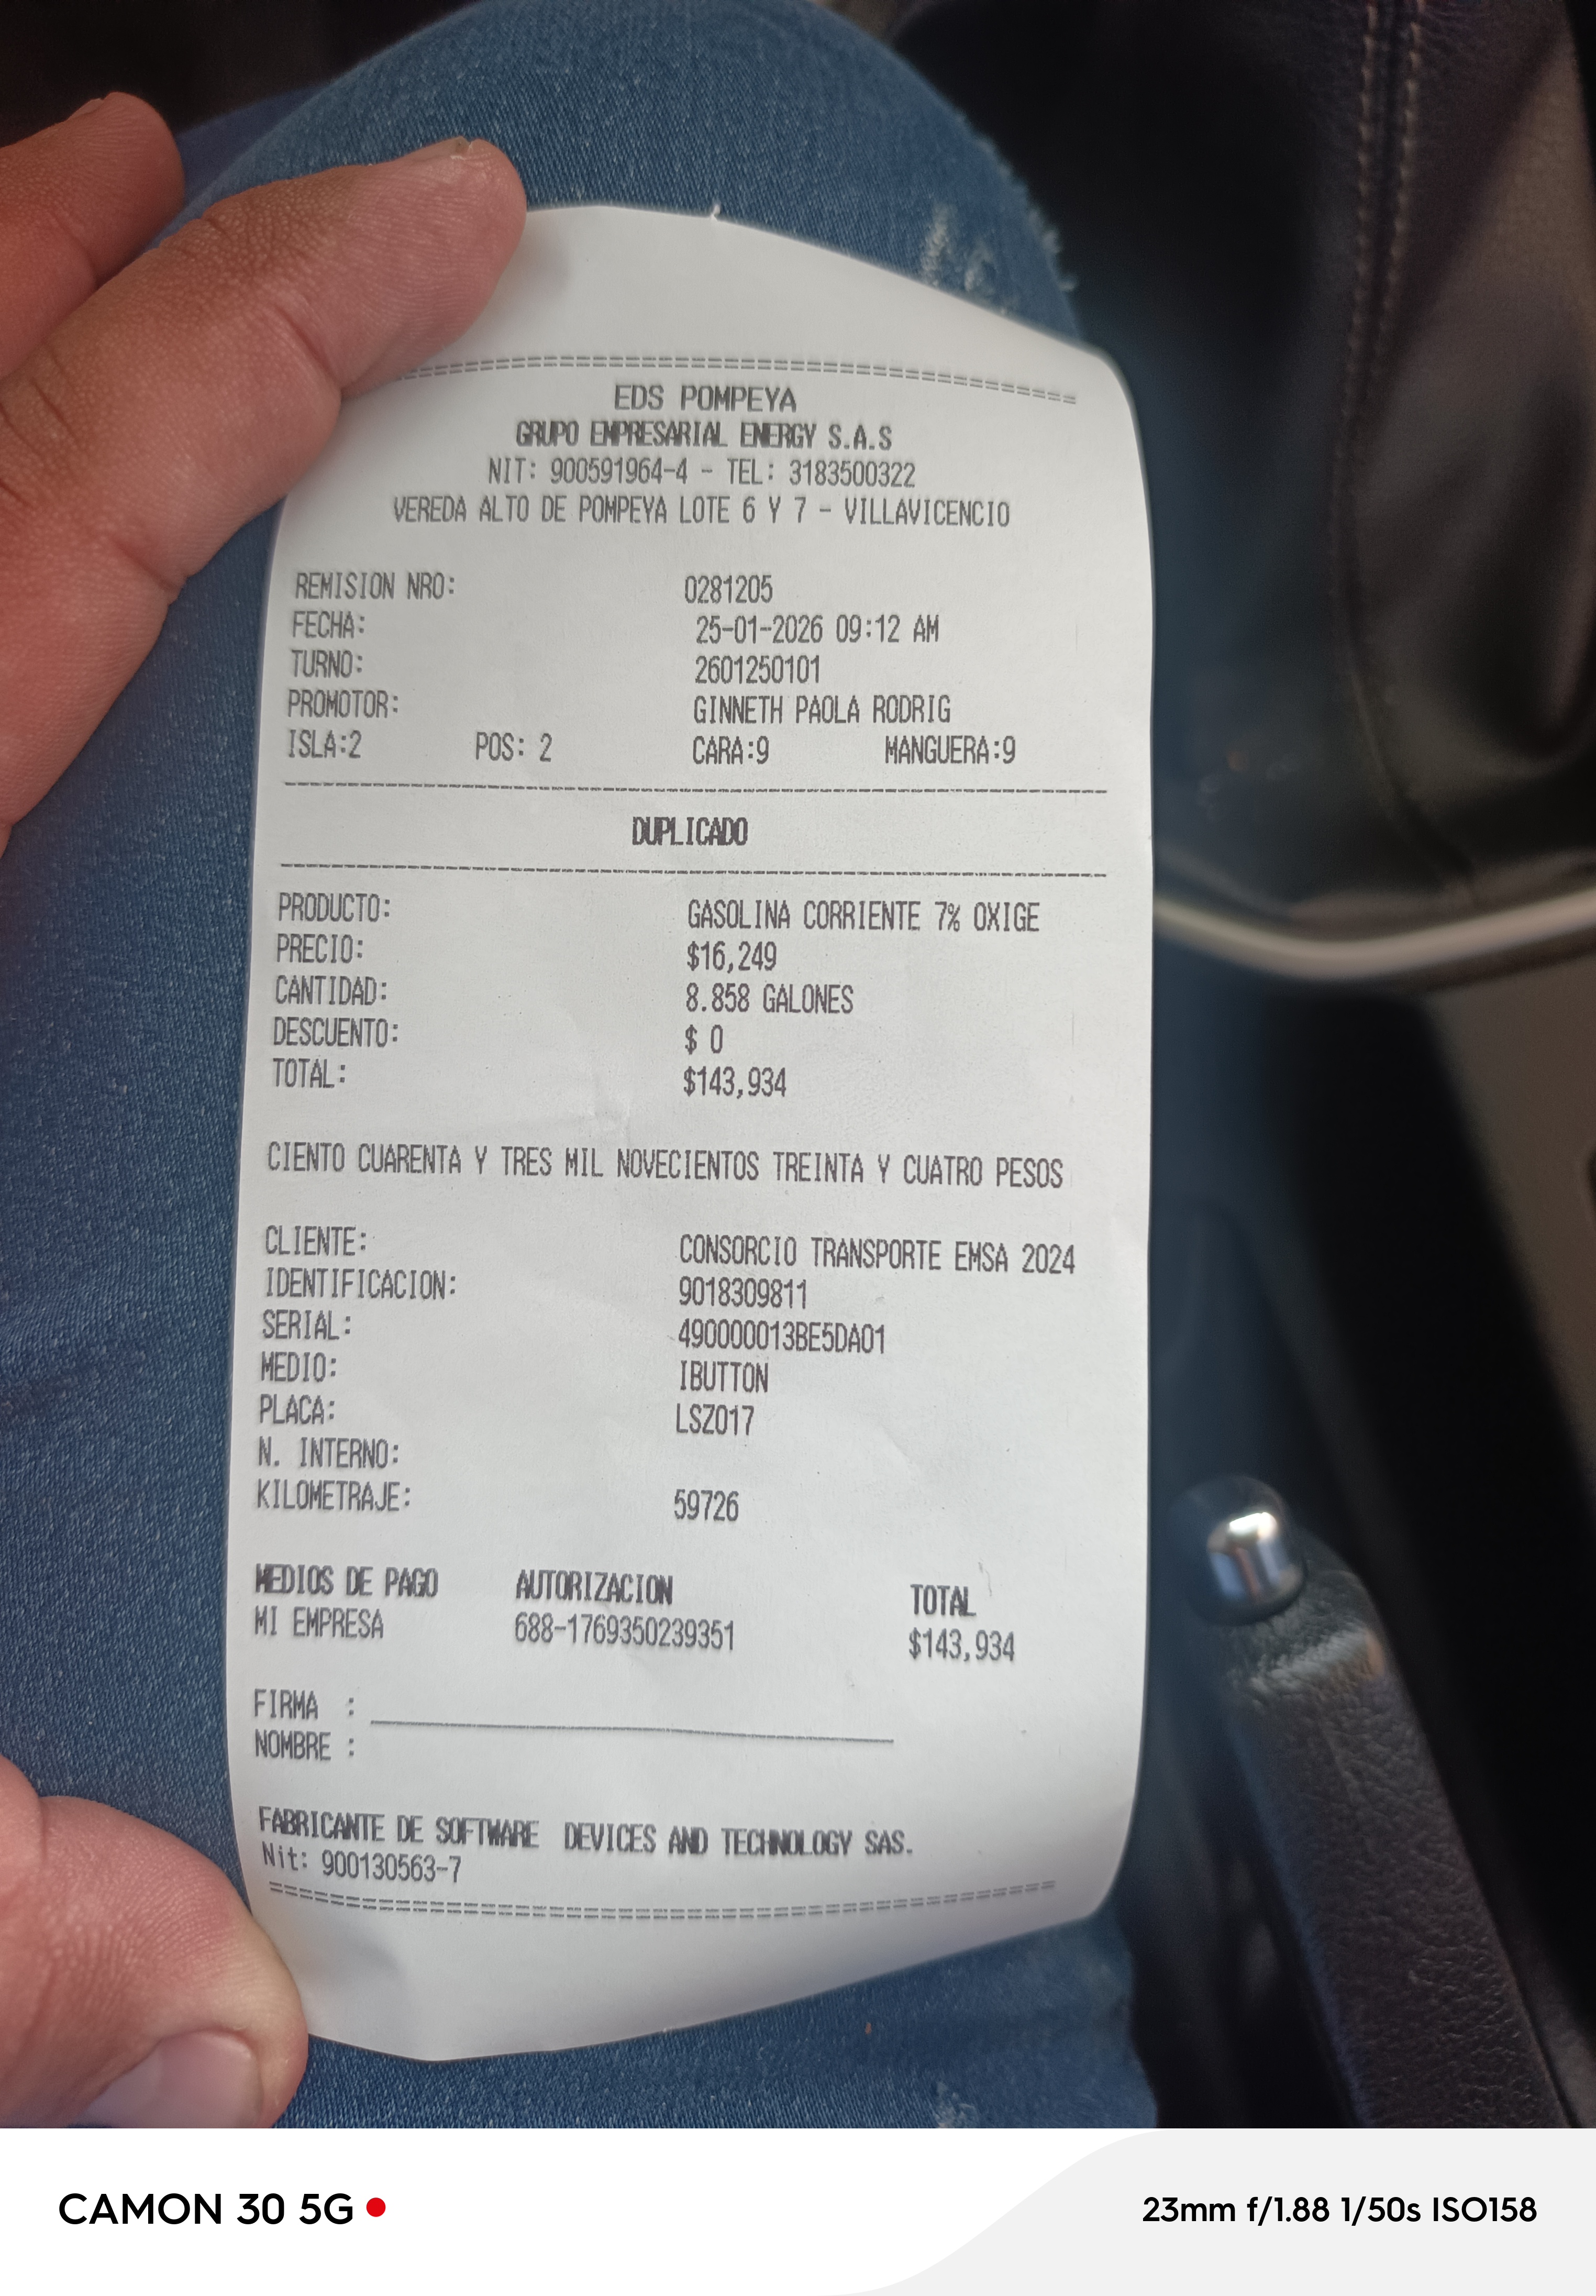 EDS POMPEYA
GRUPO EMPRESARIAL ENERGY S.A.S
NIT: 900591964-4 - TEL: 3183500322
VEREDA ALTO DE POMPEYA LOTE 6 Y 7 - VILLAVICENCIO
REMISION NRO: 0281205
FECHA: 25-01-2026 09:12 AM
TURNO: 2601250101
PROMOTOR: GINNETH PAOLA RODRIG
ISLA:2 POS: 2 CARA:9 MANGUERA:9
DUPLICADO
PRODUCTO: GASOLINA CORRIENTE 7% OXIGE
PRECIO: $16,249
CANTIDAD: 8.858 GALONES
DESCUENTO: $ 0
TOTAL: $143,934
CIENTO CUARENTA Y TRES MIL NOVECIENTOS TREINTA Y CUATRO PESOS
CLIENTE: CONSORCIO TRANSPORTE EMSA 2024
IDENTIFICACION: 9018309811
SERIAL: 490000013BE5DA01
MEDIO: IBUTTON
PLACA: LSZ017
N. INTERNO:
KILOMETRAJE: 59726
MEDIOS DE PAGO AUTORIZACION TOTAL
MI EMPRESA 688-1769350239351 $143,934
FIRMA :
NOMBRE :
FABRICANTE DE SOFTWARE DEVICES AND TECHNOLOGY SAS.
Nit: 900130563-7
CAMON 30 5G
23mm f/1.88 1/50s ISO158